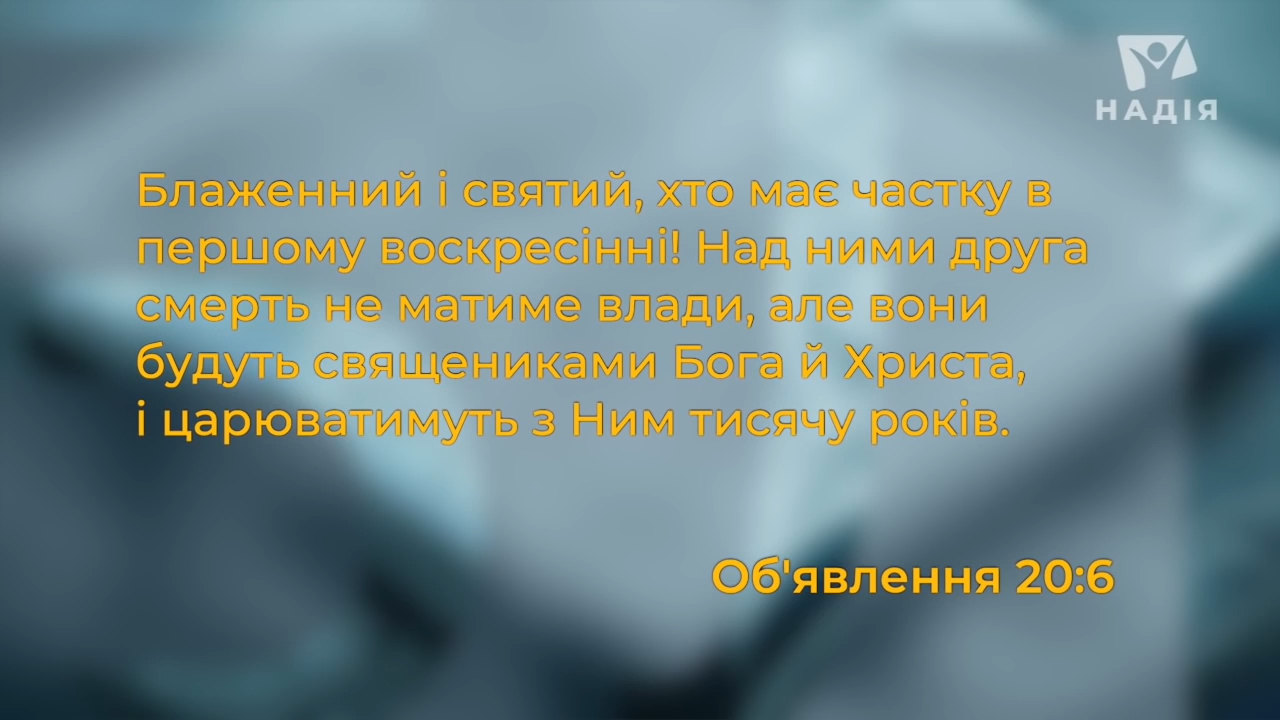 НАДІЯ
Блаженний і святий, хто має частку в
першому воскресінні! Над ними друга
смерть не матиме влади, але вони
будуть священиками Бога й Христа,
і царюватимуть з Ним тисячу років.
Об'явлення 20:6